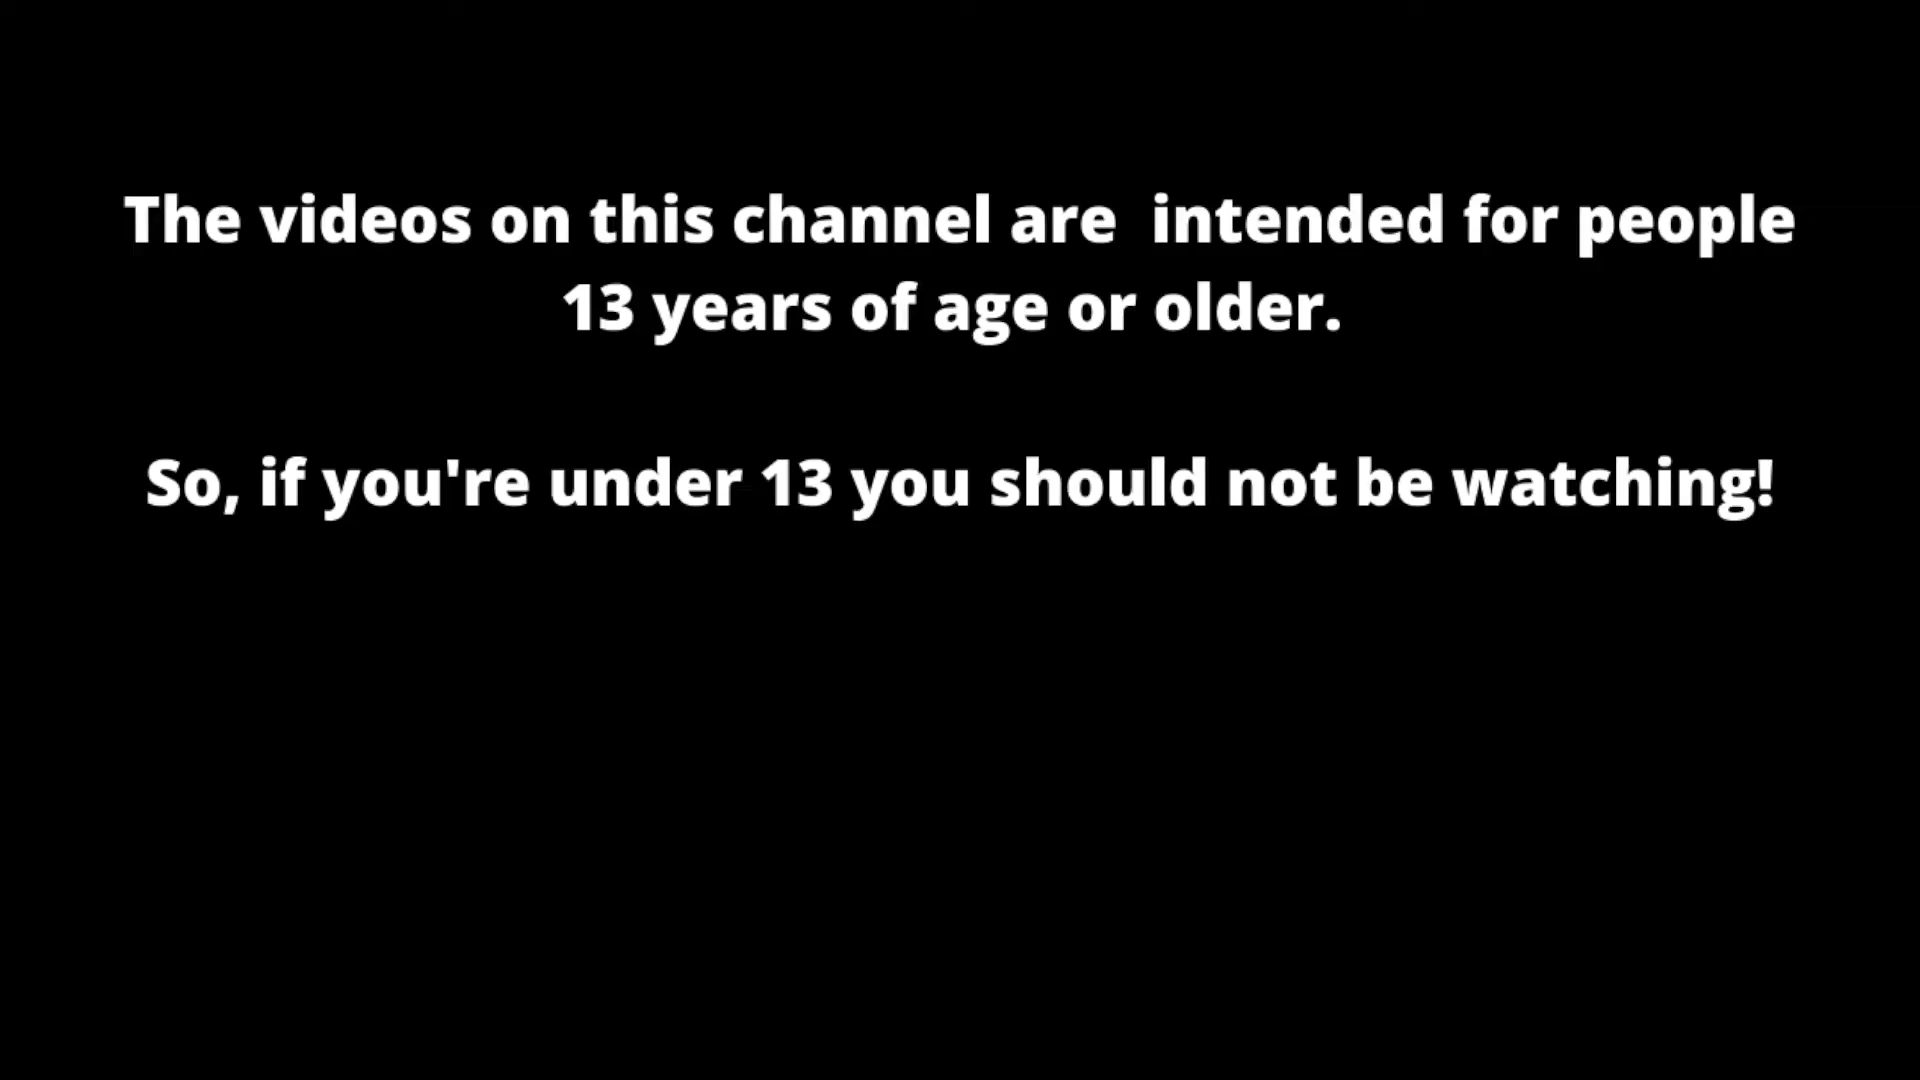 The videos on this channel are  intended for people
13 years of age or older.
So, if you're under 13 you should not be watching!